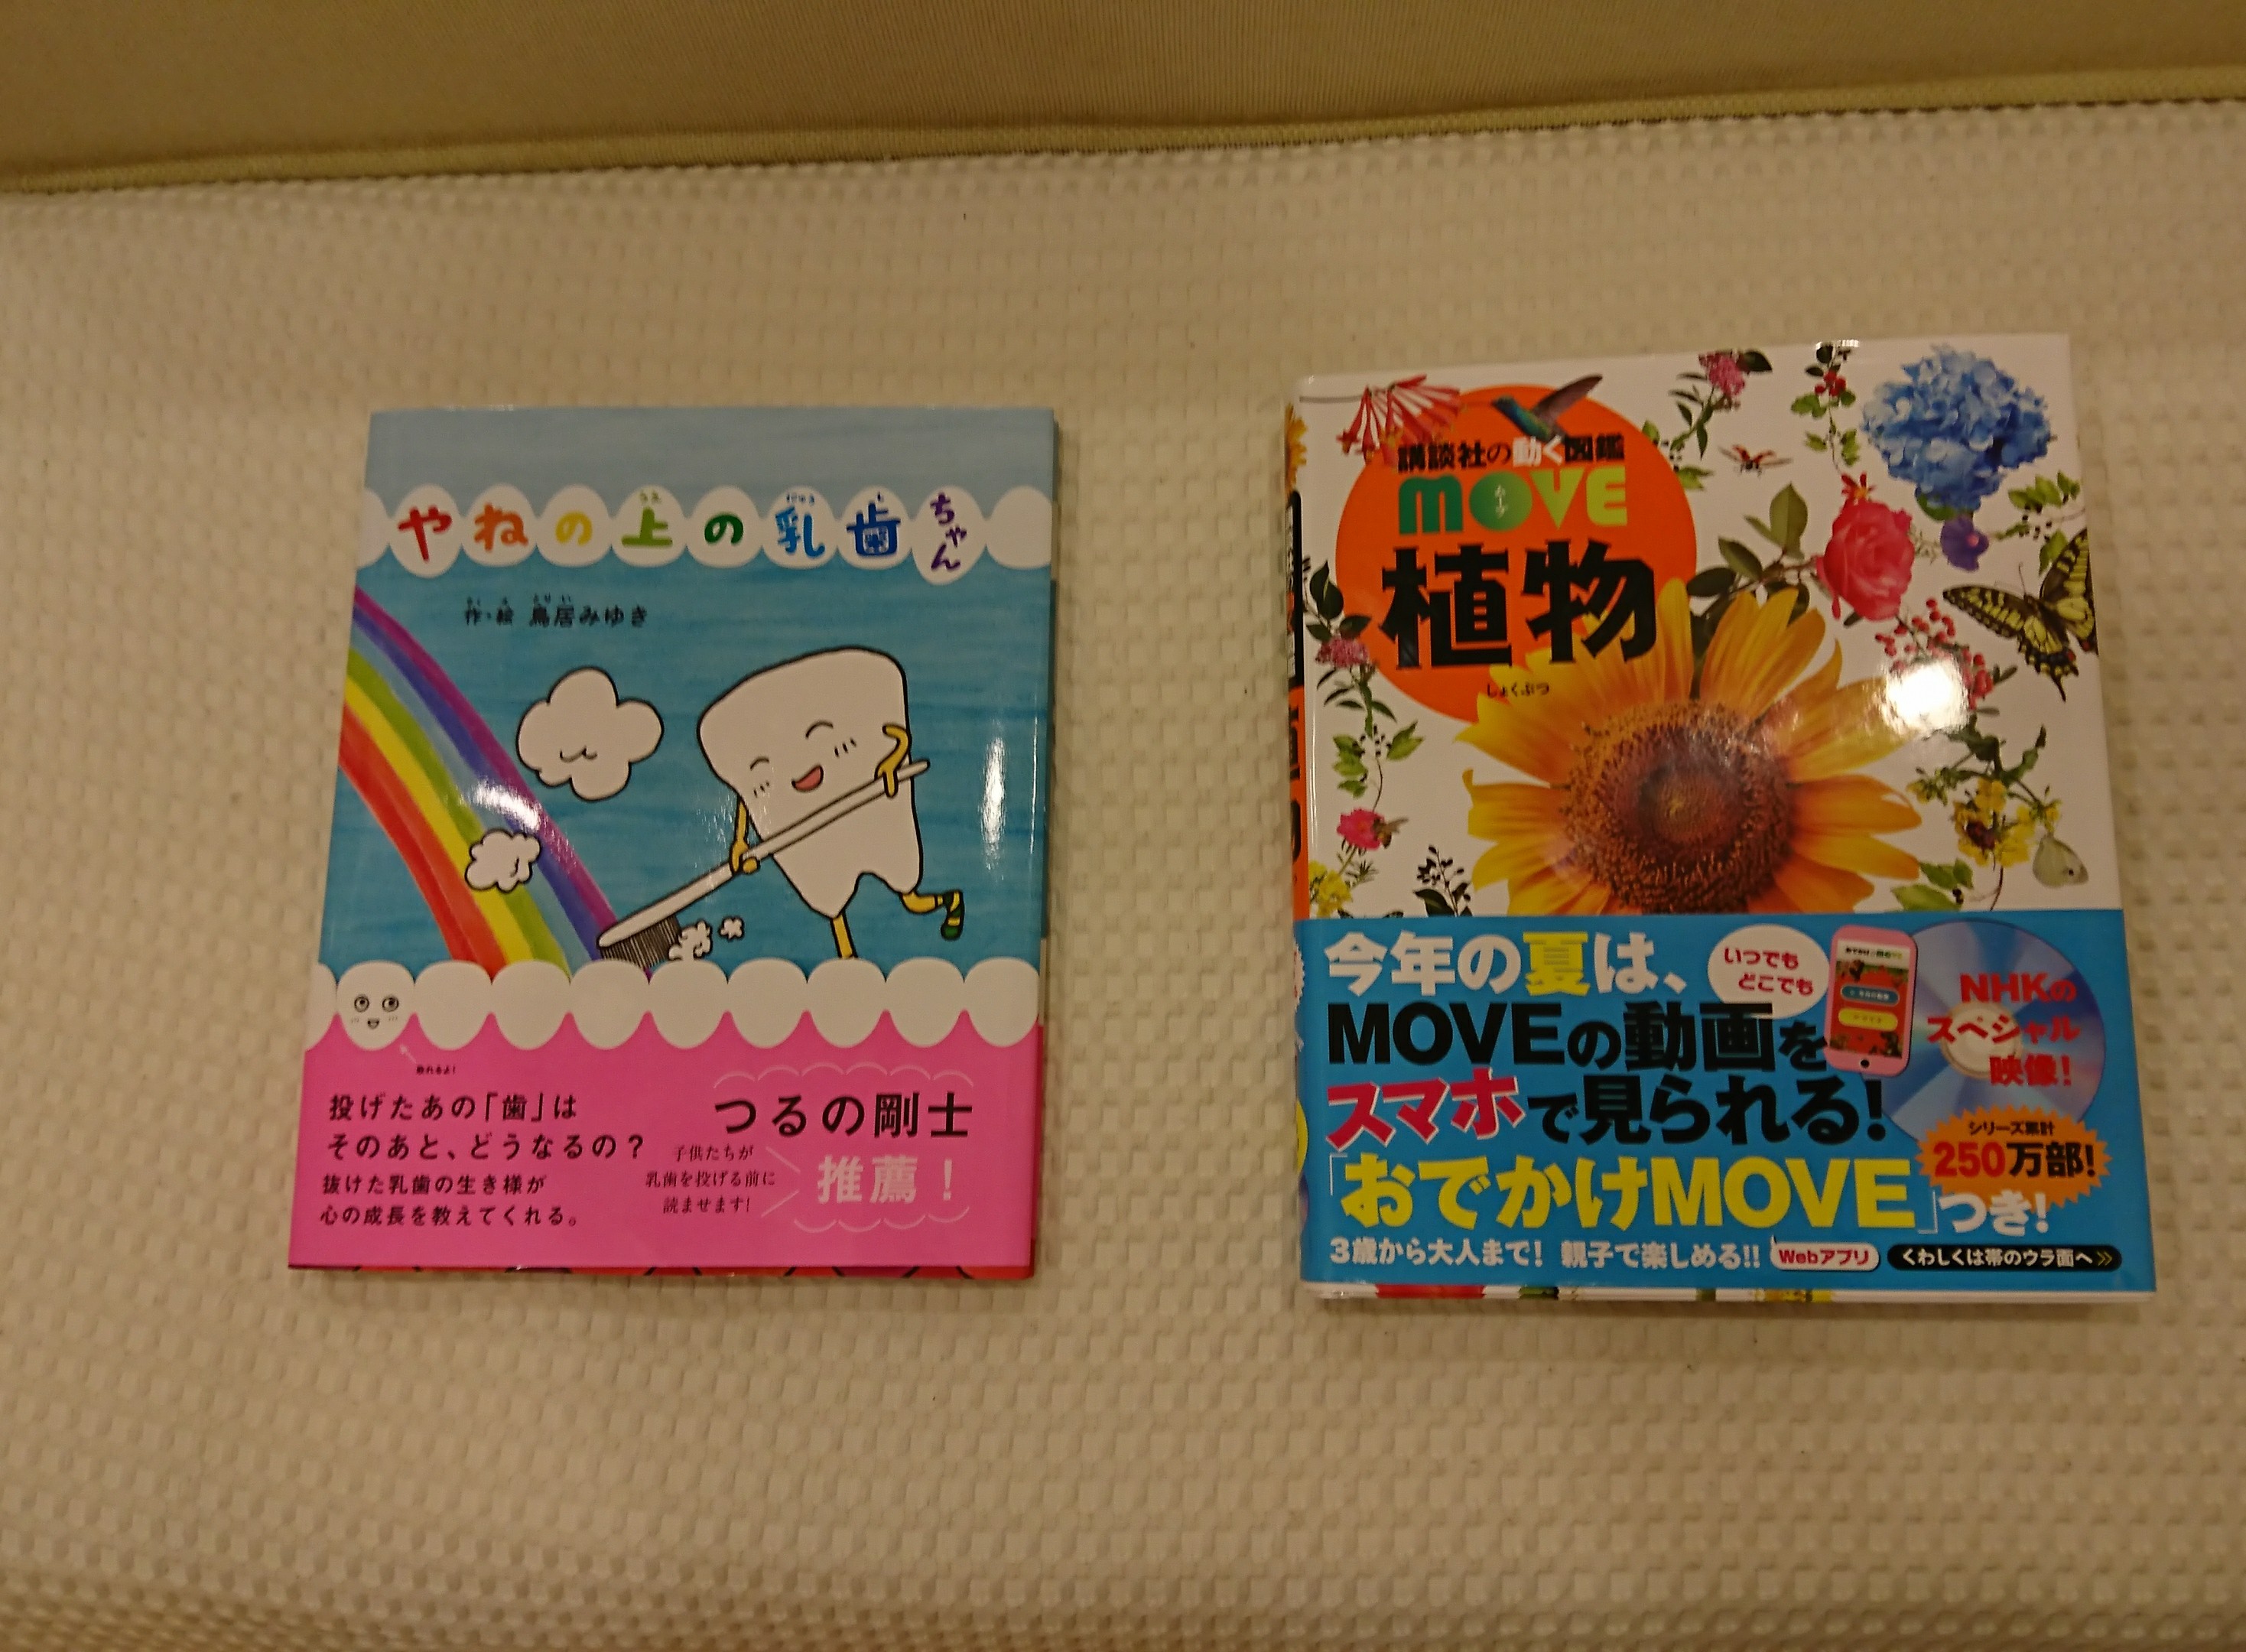 やねの上の乳歯ちゃん
作・絵 鳥居みゆき
投げたあの「歯」は
そのあと、どうなるの？
抜けた乳歯の生き様が
心の成長を教えてくれる。
つるの剛士
子供たちが
乳歯を投げる前に
読ませます!
推薦！
講談社の動く図鑑
MOVE
ムーブ
植物
しょくぶつ
今年の夏は、
MOVEの動画を
スマホで見られる!
「おでかけMOVE」つき!
いつでも
どこでも
NHKの
スペシャル
映像!
シリーズ累計
250万部!
3歳から大人まで! 親子で楽しめる!! Webアプリ くわしくは帯のウラ面へ